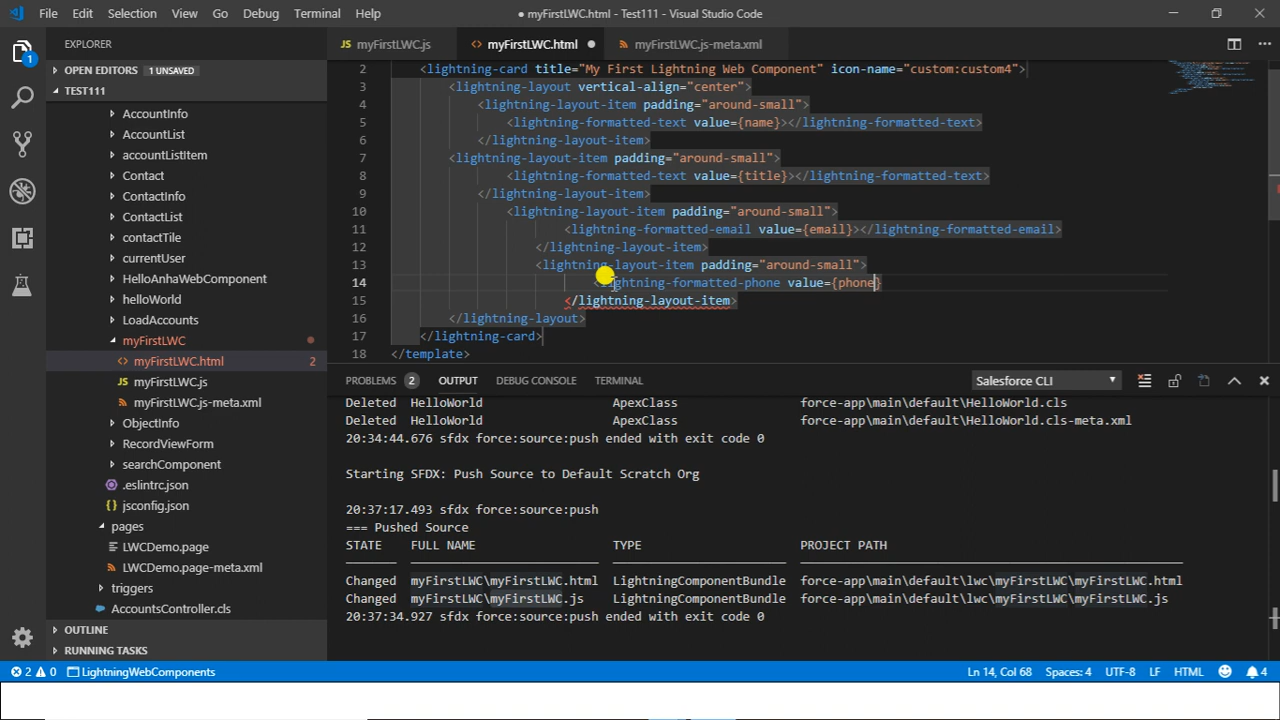 File Edit Selection View Go Debug Terminal Help
● myFirstLWC.html - Test111 - Visual Studio Code
EXPLORER
OPEN EDITORS 1 UNSAVED
TEST111
AccountInfo
AccountList
accountListItem
Contact
ContactInfo
ContactList
contactTile
currentUser
HelloAnhaWebComponent
helloWorld
LoadAccounts
myFirstLWC
myFirstLWC.html 2
myFirstLWC.js
myFirstLWC.js-meta.xml
ObjectInfo
RecordViewForm
searchComponent
.eslintrc.json
jsconfig.json
pages
LWCDemo.page
LWCDemo.page-meta.xml
triggers
AccountsController.cls
OUTLINE
RUNNING TASKS
myFirstLWC.js myFirstLWC.html myFirstLWC.js-meta.xml
2 <lightning-card title="My First Lightning Web Component" icon-name="custom:custom4">
3 <lightning-layout vertical-align="center">
4 <lightning-layout-item padding="around-small">
5 <lightning-formatted-text value={name}></lightning-formatted-text>
6 </lightning-layout-item>
7 <lightning-layout-item padding="around-small">
8 <lightning-formatted-text value={title}></lightning-formatted-text>
9 </lightning-layout-item>
10 <lightning-layout-item padding="around-small">
11 <lightning-formatted-email value={email}></lightning-formatted-email>
12 </lightning-layout-item>
13 <lightning-layout-item padding="around-small">
14 <lightning-formatted-phone value={phone}
15 </lightning-layout-item>
16 </lightning-layout>
17 </lightning-card>
18 </template>
PROBLEMS 2 OUTPUT DEBUG CONSOLE TERMINAL Salesforce CLI
Deleted HelloWorld ApexClass force-app\main\default\HelloWorld.cls
Deleted HelloWorld ApexClass force-app\main\default\HelloWorld.cls-meta.xml
20:34:44.676 sfdx force:source:push ended with exit code 0
Starting SFDX: Push Source to Default Scratch Org
20:37:17.493 sfdx force:source:push
=== Pushed Source
STATE FULL NAME TYPE PROJECT PATH
Changed myFirstLWC\myFirstLWC.html LightningComponentBundle force-app\main\default\lwc\myFirstLWC\myFirstLWC.html
Changed myFirstLWC\myFirstLWC.js LightningComponentBundle force-app\main\default\lwc\myFirstLWC\myFirstLWC.js
20:37:34.927 sfdx force:source:push ended with exit code 0
2 0 LightningWebComponents Ln 14, Col 68 Spaces: 4 UTF-8 LF HTML 4